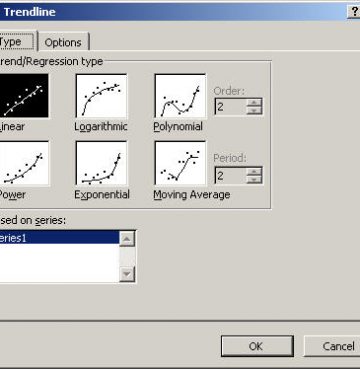 Trendline
Type
Options
rend/Regression type
inear
Logarithmic
Polynomial
Order:
2
Power
Exponential
Moving Average
Period:
2
sed on series:
eries1
OK
Cancel